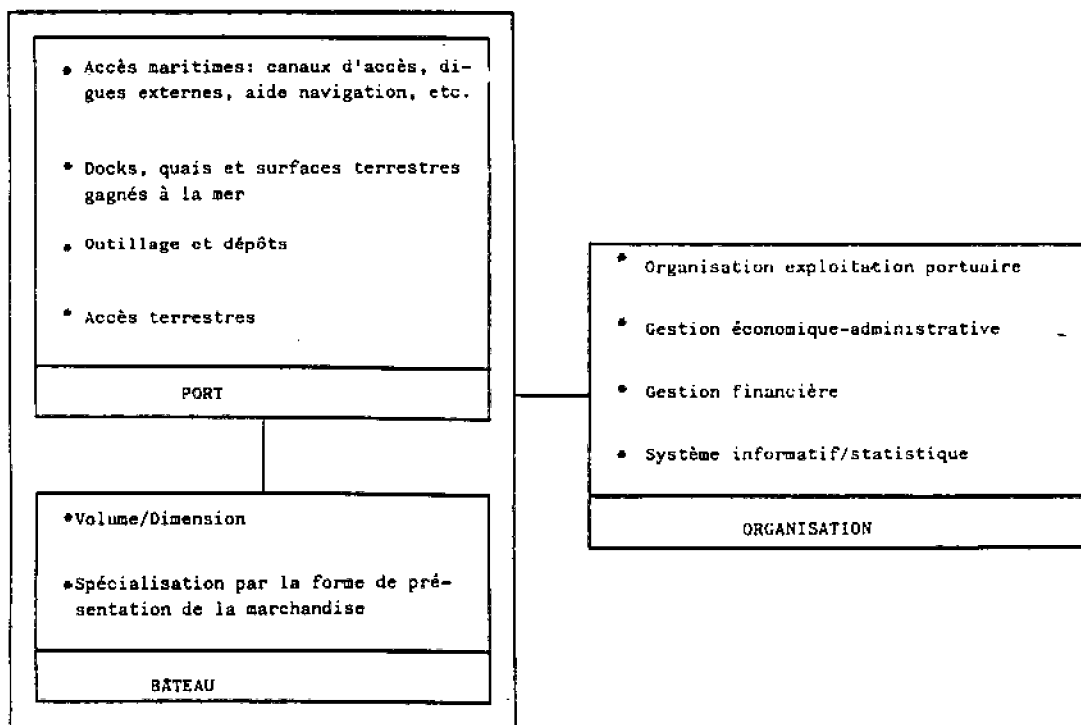 • Accès maritimes: canaux d'accès, di-
gues externes, aide navigation, etc.
• Docks, quais et surfaces terrestres
gagnés à la mer
• Outillage et dépôts
• Accès terrestres
PORT
• Volume/Dimension
• Spécialisation par la forme de pré-
sentation de la marchandise
BÂTEAU
• Organisation exploitation portuaire
• Gestion économique-administrative
• Gestion financière
• Système informatif/statistique
ORGANISATION